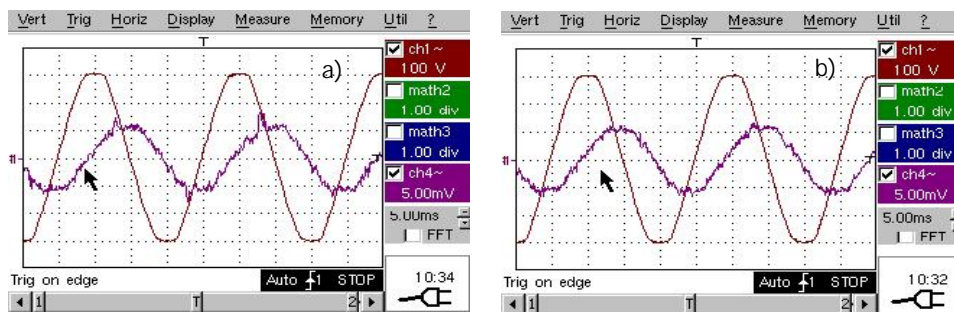 Vert Trig Horiz Display Measure Memory Util ?
T
a)
ch1~
100 V
math2
1.00 div
math3
1.00 div
ch4~
5.00mV
5.00ms
FFT
Trig on edge
Auto 1 STOP
10:34
1 T 2
Vert Trig Horiz Display Measure Memory Util ?
T
b)
ch1~
100 V
math2
1.00 div
math3
1.00 div
ch4~
5.00mV
5.00ms
FFT
Trig on edge
Auto 1 STOP
10:32
1 T 2